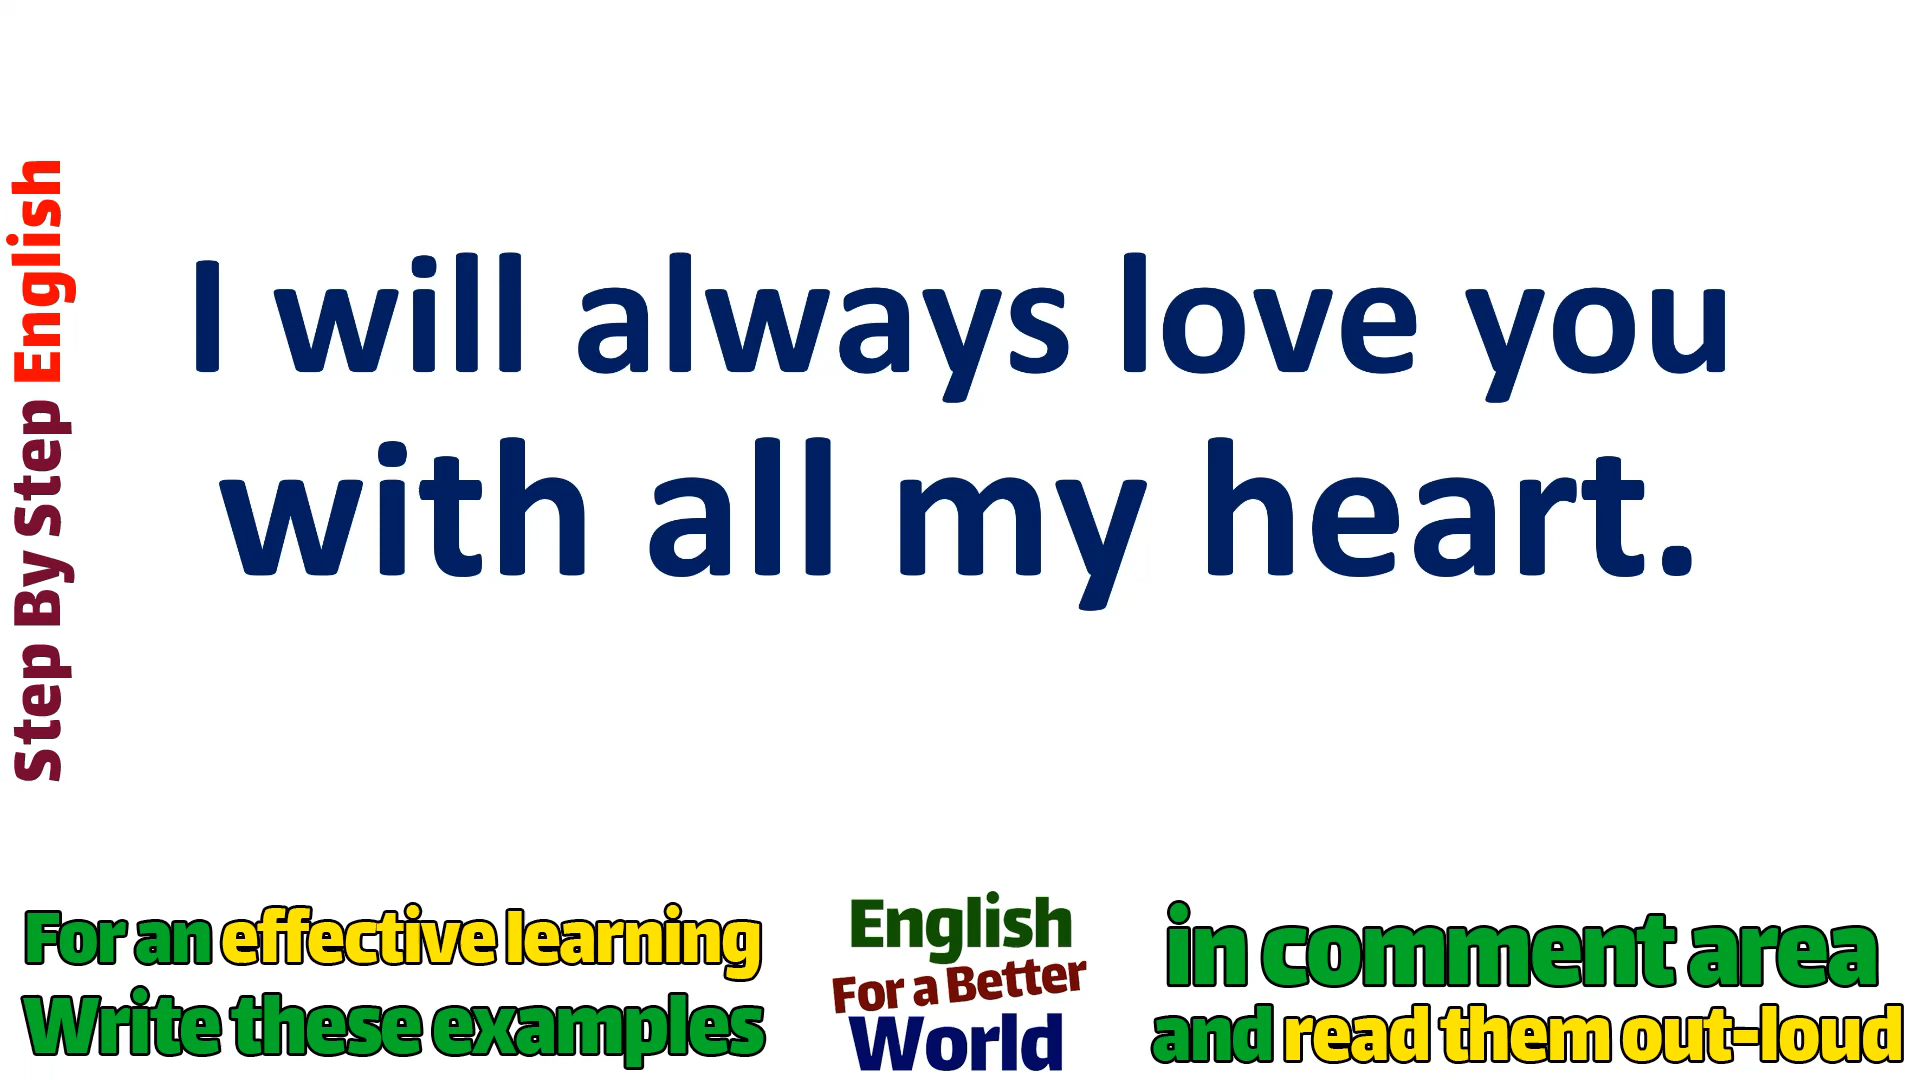 Step By Step English
I will always love you
with all my heart.
For an effective learning
Write these examples
English
For a Better
World
in comment area
and read them out-loud